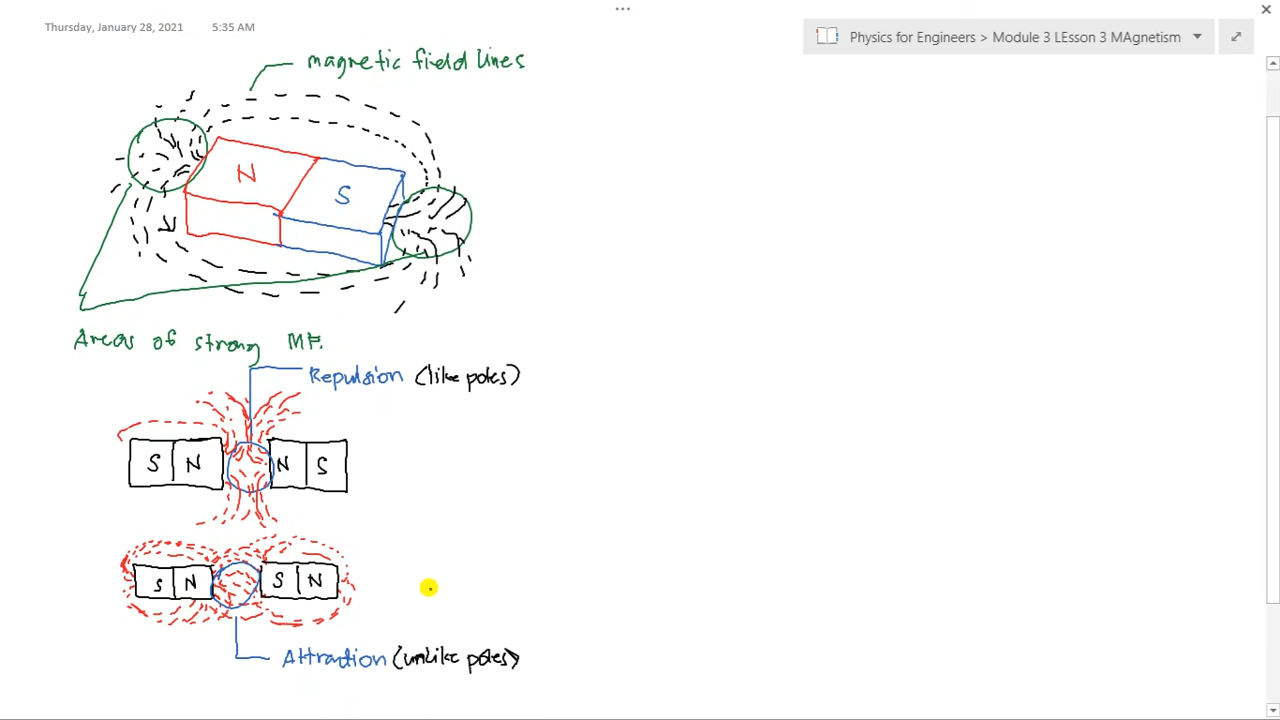 Thursday, January 28, 2021 5:35 AM
Physics for Engineers > Module 3 LEsson 3 MAgnetism
magnetic field lines
N
S
Areas of strong MF.
Repulsion (like poles)
S N N S
S N S N
Attraction (unlike poles)